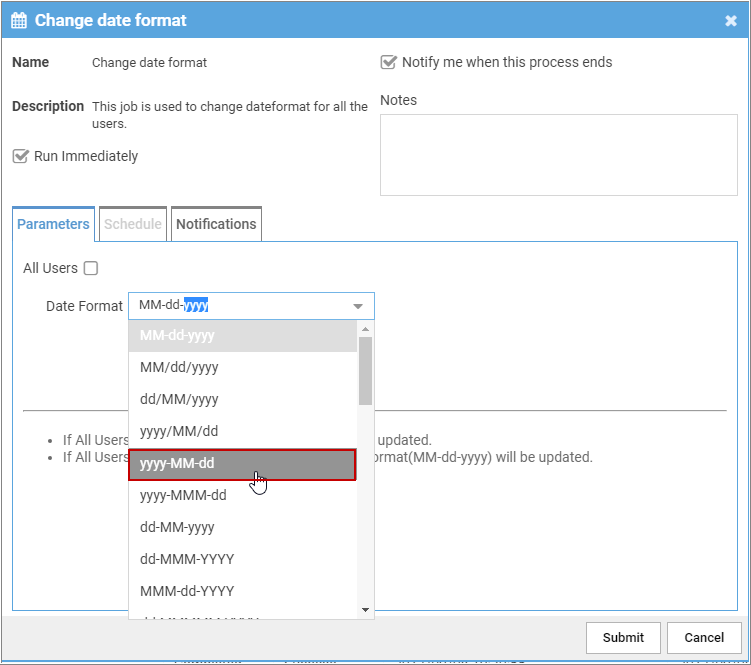 Change date format
Name Change date format
Notify me when this process ends
Description This job is used to change dateformat for all the
users.
Notes
Run Immediately
Parameters Schedule Notifications
All Users
Date Format MM-dd-yyyy
MM-dd-yyyy
MM/dd/yyyy
dd/MM/yyyy
yyyy/MM/dd
• If All Users updated.
yyyy-MM-dd
• If All Users ormat(MM-dd-yyyy) will be updated.
yyyy-MMM-dd
dd-MM-yyyy
dd-MMM-YYYY
MMM-dd-YYYY
Submit Cancel